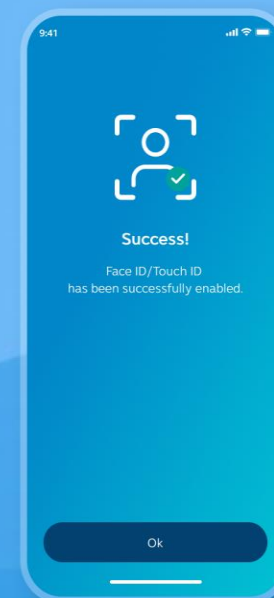 9:41
Success!
Face ID/Touch ID
has been successfully enabled.
Ok